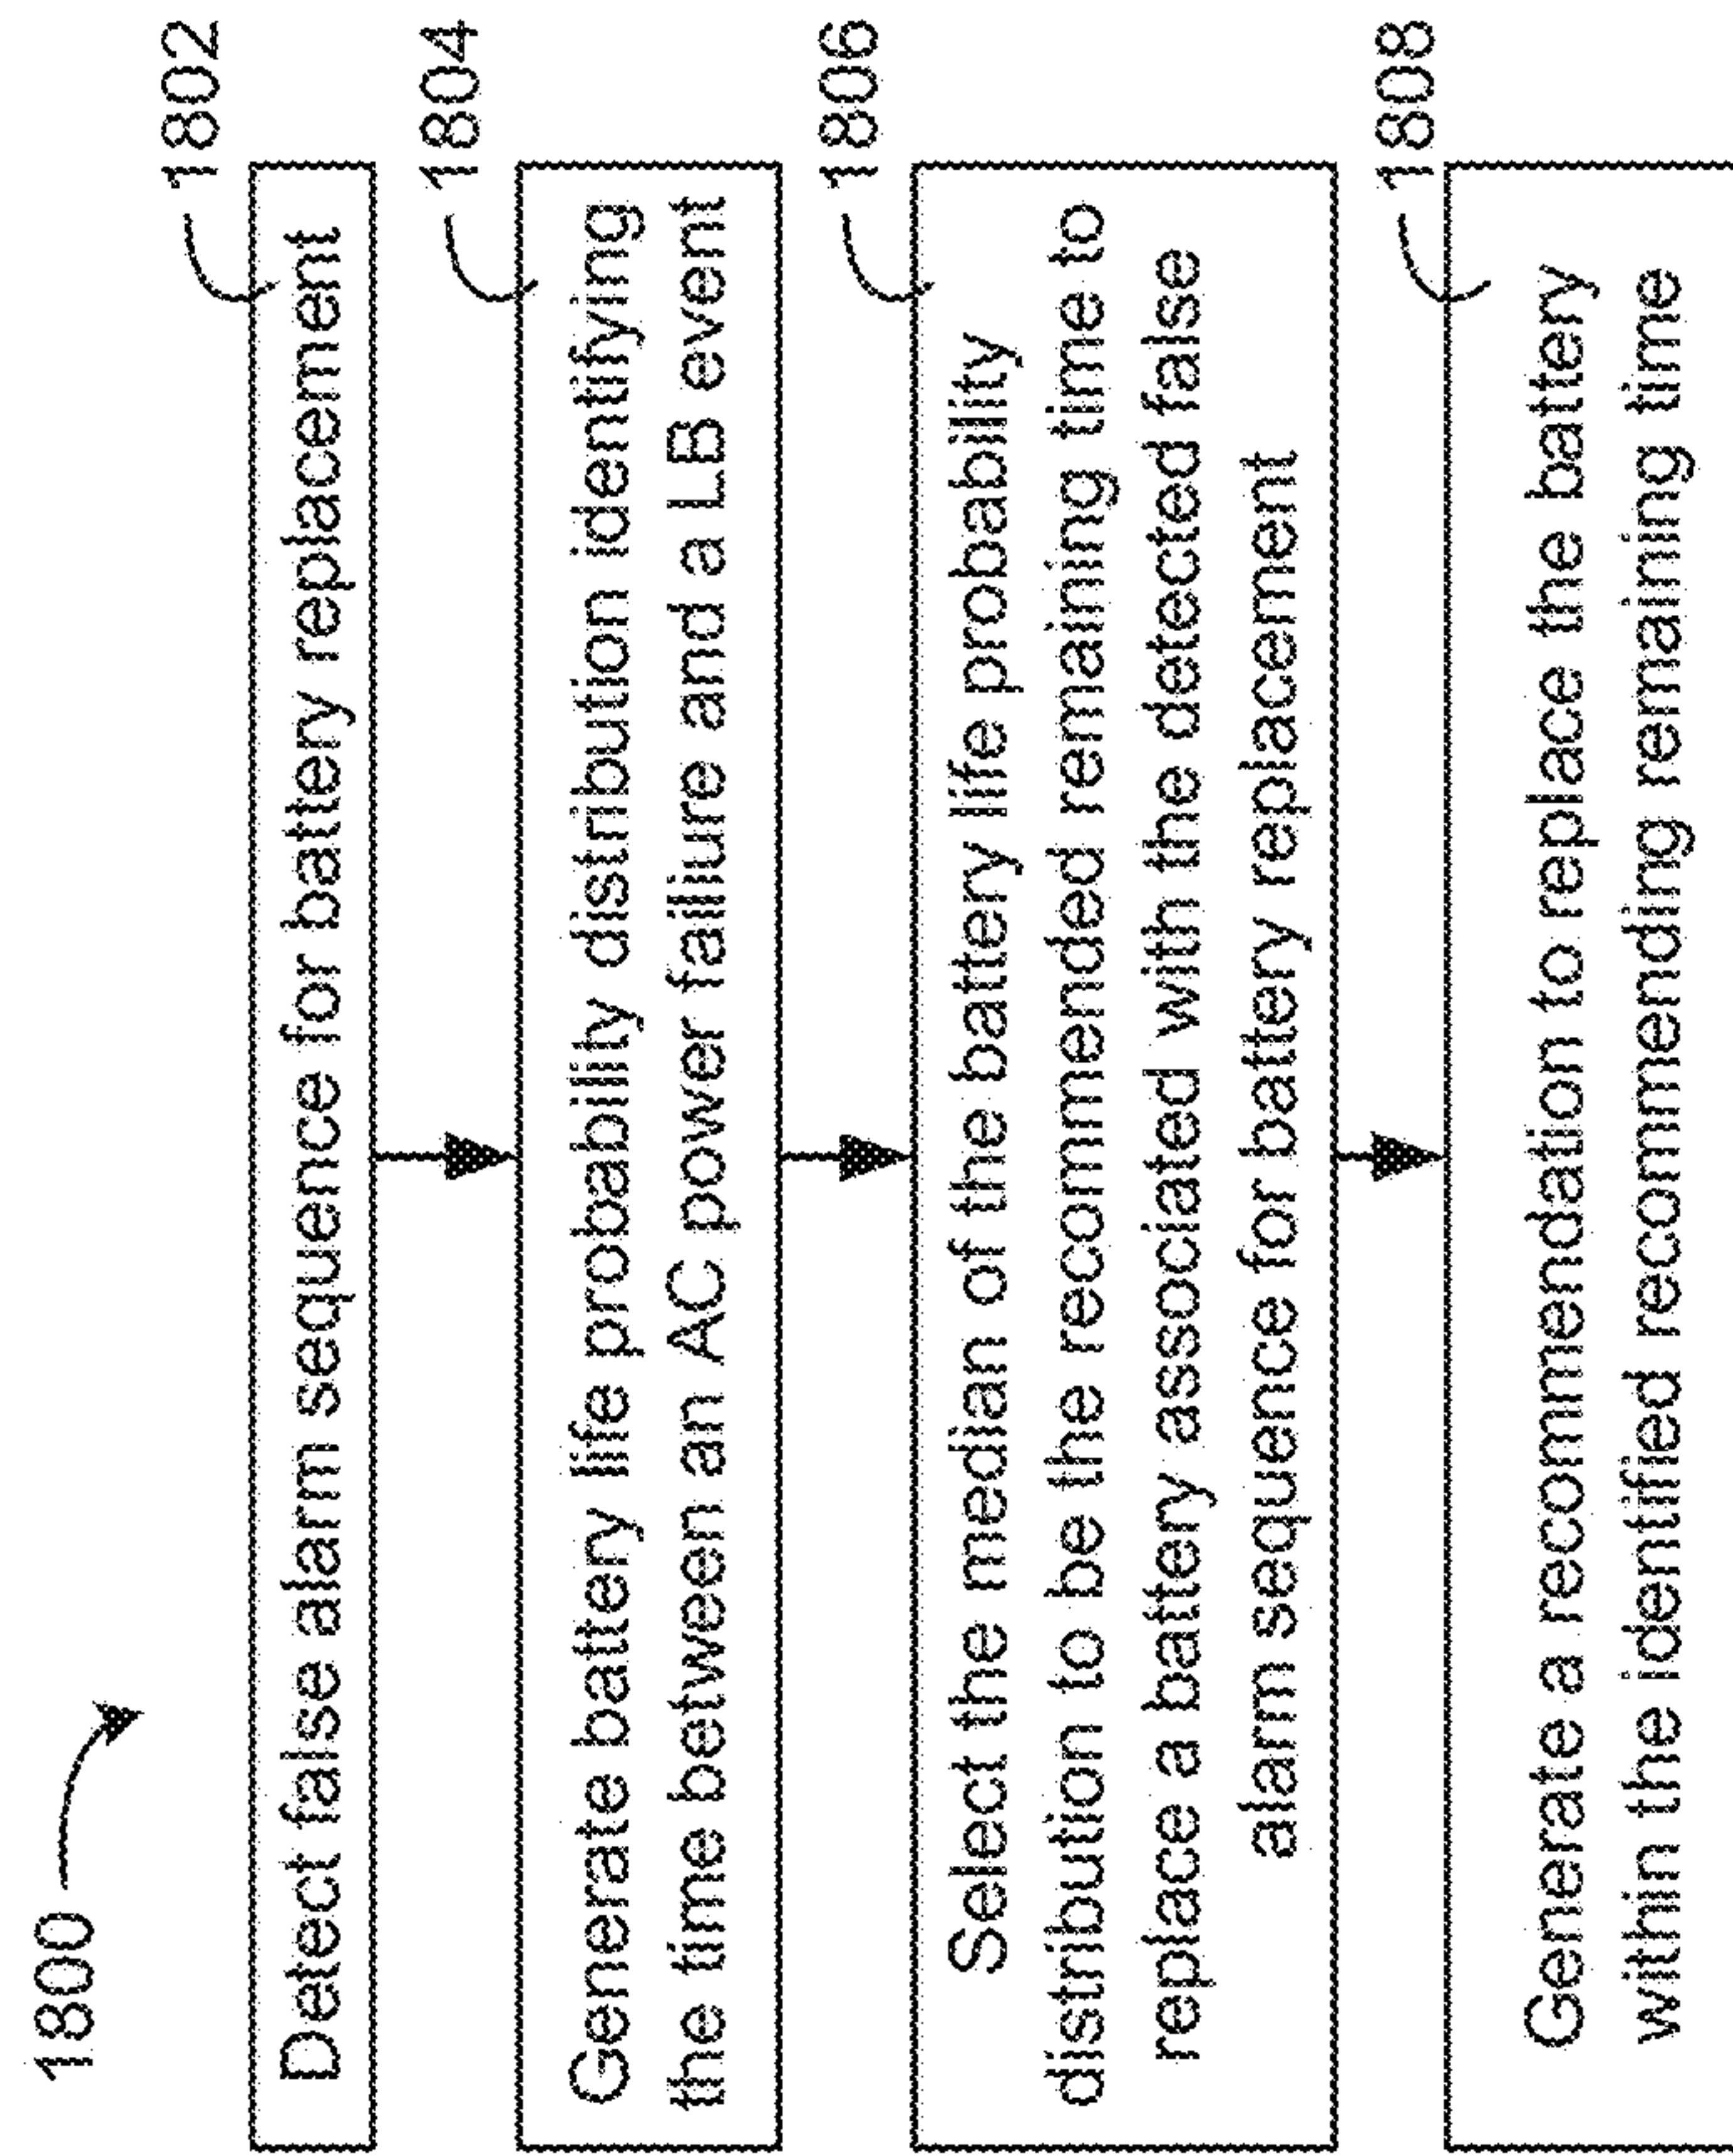 1800
1802
Detect false alarm sequence for battery replacement
1804
Generate battery life probability distribution identifying
the time between an AC power failure and a LB event
1806
Select the median of the battery life probability
distribution to be the recommended remaining time to
replace a battery associated with the detected false
alarm sequence for battery replacement
1808
Generate a recommendation to replace the battery
within the identified recommending remaining time